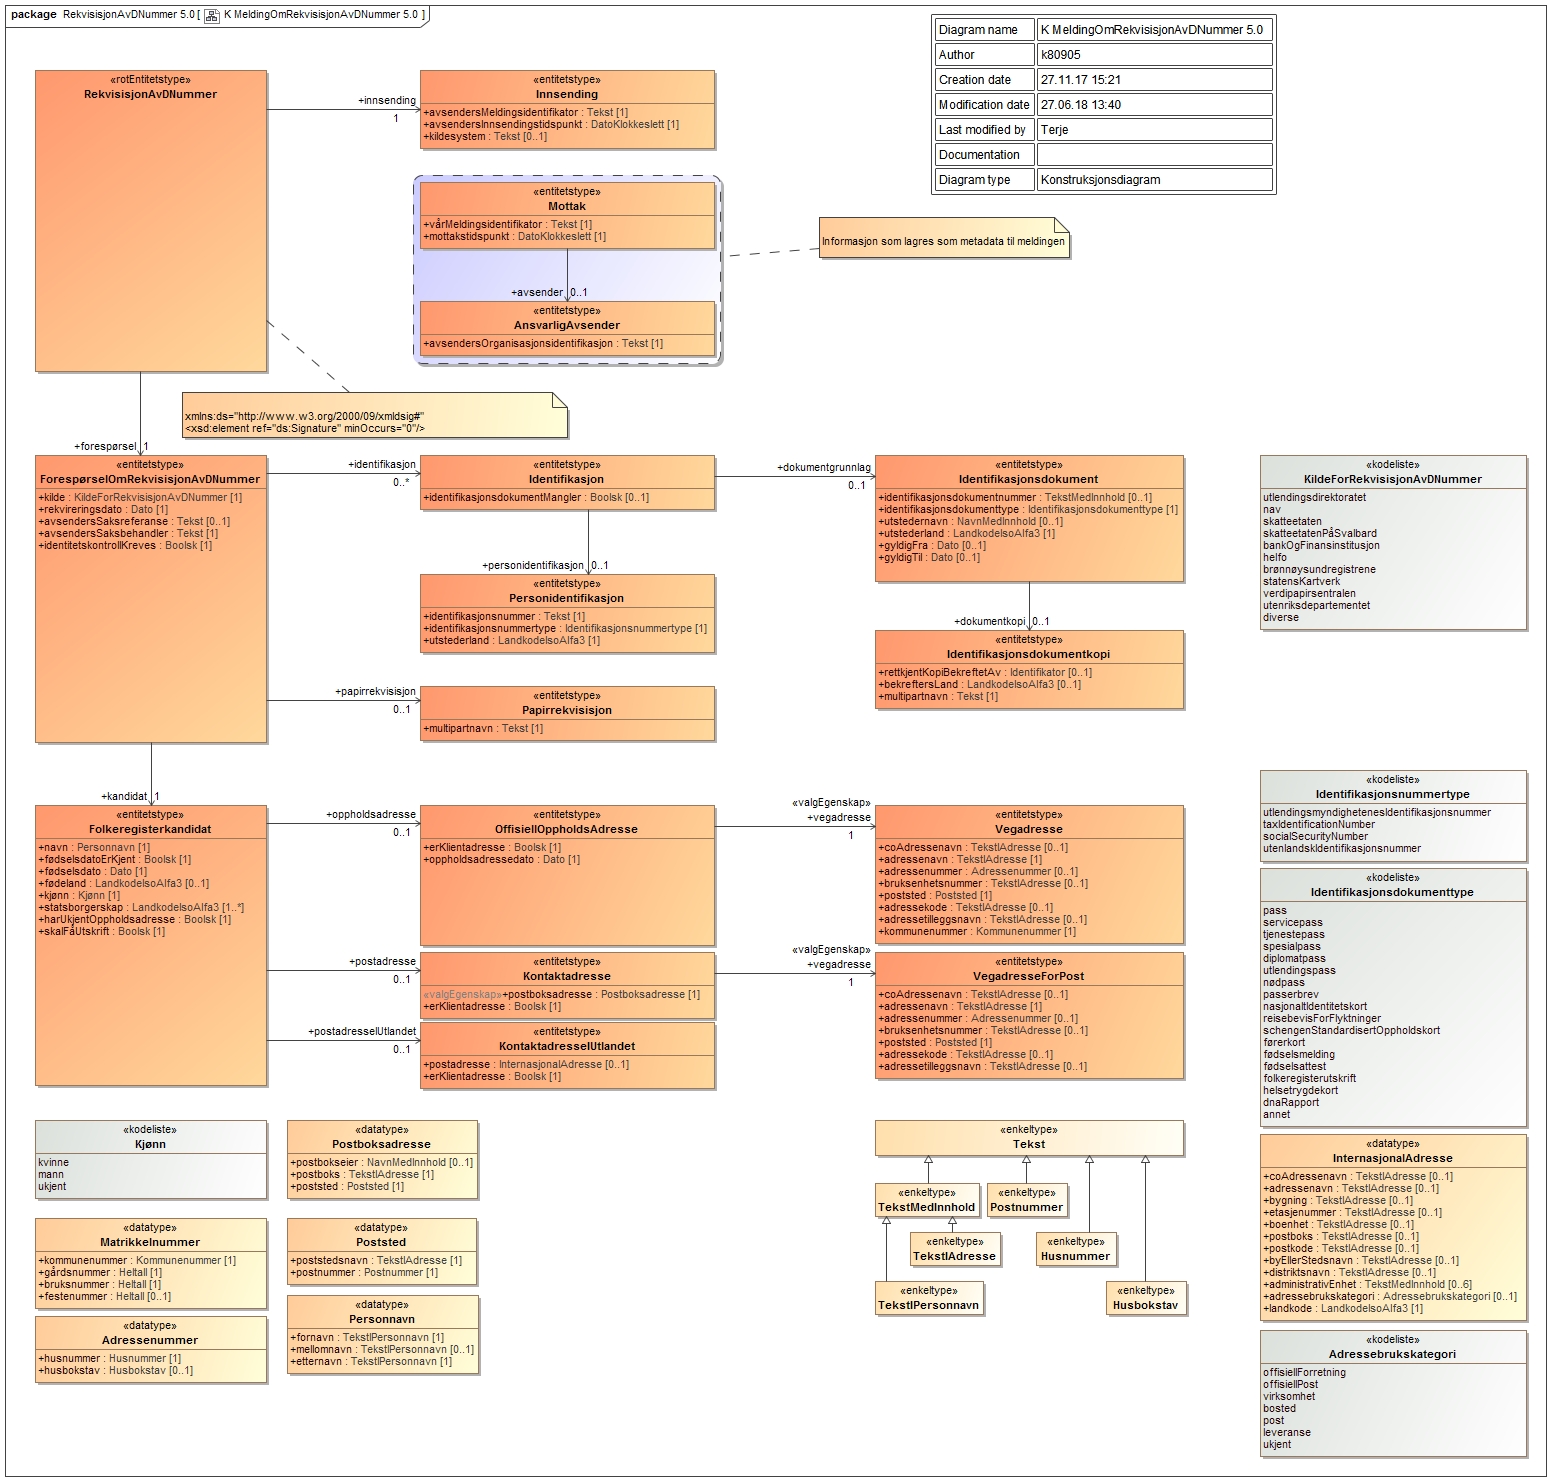 package RekvisisjonAvDNummer 5.0 [ K MeldingOmRekvisisjonAvDNummer 5.0 ]
Diagram name K MeldingOmRekvisisjonAvDNummer 5.0
Author k80905
Creation date 27.11.17 15:21
Modification date 27.06.18 13:40
Last modified by Terje
Documentation
Diagram type Konstruksjonsdiagram
«rotEntitetstype»
RekvisisjonAvDNummer
+innsending
1
«entitetstype»
Innsending
+avsendersMeldingsidentifikator : Tekst [1]
+avsendersInnsendingstidspunkt : DatoKlokkeslett [1]
+kildesystem : Tekst [0..1]
«entitetstype»
Mottak
+vårMeldingsidentifikator : Tekst [1]
+mottakstidspunkt : DatoKlokkeslett [1]
+avsender 0..1
«entitetstype»
AnsvarligAvsender
+avsendersOrganisasjonsidentifikasjon : Tekst [1]
Informasjon som lagres som metadata til meldingen
xmlns:ds="http://www.w3.org/2000/09/xmldsig#"
<xsd:element ref="ds:Signature" minOccurs="0"/>
+forespørsel 1
«entitetstype»
ForespørselOmRekvisisjonAvDNummer
+kilde : KildeForRekvisisjonAvDNummer [1]
+rekvireringsdato : Dato [1]
+avsendersSaksreferanse : Tekst [0..1]
+avsendersSaksbehandler : Tekst [1]
+identitetskontrollKreves : Boolsk [1]
+identifikasjon
0..*
«entitetstype»
Identifikasjon
+identifikasjonsdokumentMangler : Boolsk [0..1]
+personidentifikasjon 0..1
«entitetstype»
Personidentifikasjon
+identifikasjonsnummer : Tekst [1]
+identifikasjonsnummertype : Identifikasjonsnummertype [1]
+utstederland : LandkodeIsoAlfa3 [1]
+papirrekvisisjon
0..1
«entitetstype»
Papirrekvisisjon
+multipartnavn : Tekst [1]
+dokumentgrunnlag
0..1
«entitetstype»
Identifikasjonsdokument
+identifikasjonsdokumentnummer : TekstMedInnhold [0..1]
+identifikasjonsdokumenttype : Identifikasjonsdokumenttype [1]
+utstedernavn : NavnMedInnhold [0..1]
+utstederland : LandkodeIsoAlfa3 [1]
+gyldigFra : Dato [0..1]
+gyldigTil : Dato [0..1]
+dokumentkopi 0..1
«entitetstype»
Identifikasjonsdokumentkopi
+rettkjentKopiBekreftetAv : Identifikator [0..1]
+bekreftersLand : LandkodeIsoAlfa3 [0..1]
+multipartnavn : Tekst [1]
«kodeliste»
KildeForRekvisisjonAvDNummer
utlendingsdirektoratet
nav
skatteetaten
skatteetatenPåSvalbard
bankOgFinansinstitusjon
helfo
brønnøysundregistrene
statensKartverk
verdipapirsentralen
utenriksdepartementet
diverse
+kandidat 1
«entitetstype»
Folkeregisterkandidat
+navn : Personnavn [1]
+fødselsdatoErKjent : Boolsk [1]
+fødselsdato : Dato [1]
+fødeland : LandkodeIsoAlfa3 [0..1]
+kjønn : Kjønn [1]
+statsborgerskap : LandkodeIsoAlfa3 [1..*]
+harUkjentOppholdsadresse : Boolsk [1]
+skalFåUtskrift : Boolsk [1]
+oppholdsadresse
0..1
«entitetstype»
OffisiellOppholdsAdresse
+erKlientadresse : Boolsk [1]
+oppholdsadressedato : Dato [1]
«valgEgenskap»
+vegadresse
1
«entitetstype»
Vegadresse
+coAdressenavn : TekstIAdresse [0..1]
+adressenavn : TekstIAdresse [1]
+adressenummer : Adressenummer [0..1]
+bruksenhetsnummer : TekstIAdresse [0..1]
+poststed : Poststed [1]
+adressekode : TekstIAdresse [0..1]
+adressetilleggsnavn : TekstIAdresse [0..1]
+kommunenummer : Kommunenummer [1]
+postadresse
0..1
«entitetstype»
Kontaktadresse
«valgEgenskap»+postboksadresse : Postboksadresse [1]
+erKlientadresse : Boolsk [1]
«valgEgenskap»
+vegadresse
1
«entitetstype»
VegadresseForPost
+coAdressenavn : TekstIAdresse [0..1]
+adressenavn : TekstIAdresse [1]
+adressenummer : Adressenummer [0..1]
+bruksenhetsnummer : TekstIAdresse [0..1]
+poststed : Poststed [1]
+adressekode : TekstIAdresse [0..1]
+adressetilleggsnavn : TekstIAdresse [0..1]
+postadresseIUtlandet
0..1
«entitetstype»
KontaktadresseIUtlandet
+postadresse : InternasjonalAdresse [0..1]
+erKlientadresse : Boolsk [1]
«kodeliste»
Identifikasjonsnummertype
utlendingsmyndighetenesIdentifikasjonsnummer
taxIdentificationNumber
socialSecurityNumber
utenlandskIdentifikasjonsnummer
«kodeliste»
Identifikasjonsdokumenttype
pass
servicepass
tjenestepass
spesialpass
diplomatpass
utlendingspass
nødpass
passerbrev
nasjonaltIdentitetskort
reisebevisForFlyktninger
schengenStandardisertOppholdskort
førerkort
fødselsmelding
fødselsattest
folkeregisterutskrift
helsetrygdekort
dnaRapport
annet
«kodeliste»
Kjønn
kvinne
mann
ukjent
«datatype»
Postboksadresse
+postbokseier : NavnMedInnhold [0..1]
+postboks : TekstIAdresse [1]
+poststed : Poststed [1]
«datatype»
Matrikkelnummer
+kommunenummer : Kommunenummer [1]
+gårdsnummer : Heltall [1]
+bruksnummer : Heltall [1]
+festenummer : Heltall [0..1]
«datatype»
Poststed
+poststedsnavn : TekstIAdresse [1]
+postnummer : Postnummer [1]
«datatype»
Adressenummer
+husnummer : Husnummer [1]
+husbokstav : Husbokstav [0..1]
«datatype»
Personnavn
+fornavn : TekstIPersonnavn [1]
+mellomnavn : TekstIPersonnavn [0..1]
+etternavn : TekstIPersonnavn [1]
«enkeltype»
Tekst
«enkeltype»
TekstMedInnhold
«enkeltype»
Postnummer
«enkeltype»
TekstIAdresse
«enkeltype»
Husnummer
«enkeltype»
TekstIPersonnavn
«enkeltype»
Husbokstav
«datatype»
InternasjonalAdresse
+coAdressenavn : TekstIAdresse [0..1]
+adressenavn : TekstIAdresse [0..1]
+bygning : TekstIAdresse [0..1]
+etasjenummer : TekstIAdresse [0..1]
+boenhet : TekstIAdresse [0..1]
+postboks : TekstIAdresse [0..1]
+postkode : TekstIAdresse [0..1]
+byEllerStedsnavn : TekstIAdresse [0..1]
+distriktsnavn : TekstIAdresse [0..1]
+administrativEnhet : TekstMedInnhold [0..6]
+adressebrukskategori : Adressebrukskategori [0..1]
+landkode : LandkodeIsoAlfa3 [1]
«kodeliste»
Adressebrukskategori
offisiellForretning
offisiellPost
virksomhet
bosted
post
leveranse
ukjent